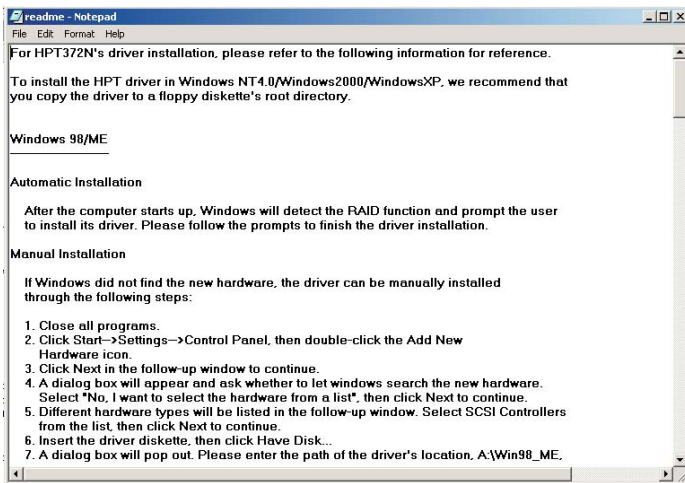 readme - Notepad
File Edit Format Help
For HPT372N's driver installation, please refer to the following information for reference.
To install the HPT driver in Windows NT4.0/Windows2000/WindowsXP, we recommend that
you copy the driver to a floppy diskette's root directory.
Windows 98/ME
Automatic Installation
After the computer starts up, Windows will detect the RAID function and prompt the user
to install its driver. Please follow the prompts to finish the driver installation.
Manual Installation
If Windows did not find the new hardware, the driver can be manually installed
through the following steps:
1. Close all programs.
2. Click Start-->Settings-->Control Panel, then double-click the Add New
Hardware icon.
3. Click Next in the follow-up window to continue.
4. A dialog box will appear and ask whether to let windows search the new hardware.
Select "No, I want to select the hardware from a list", then click Next to continue.
5. Different hardware types will be listed in the follow-up window. Select SCSI Controllers
from the list, then click Next to continue.
6. Insert the driver diskette, then click Have Disk...
7. A dialog box will pop out. Please enter the path of the driver's location, A:\Win98_ME,